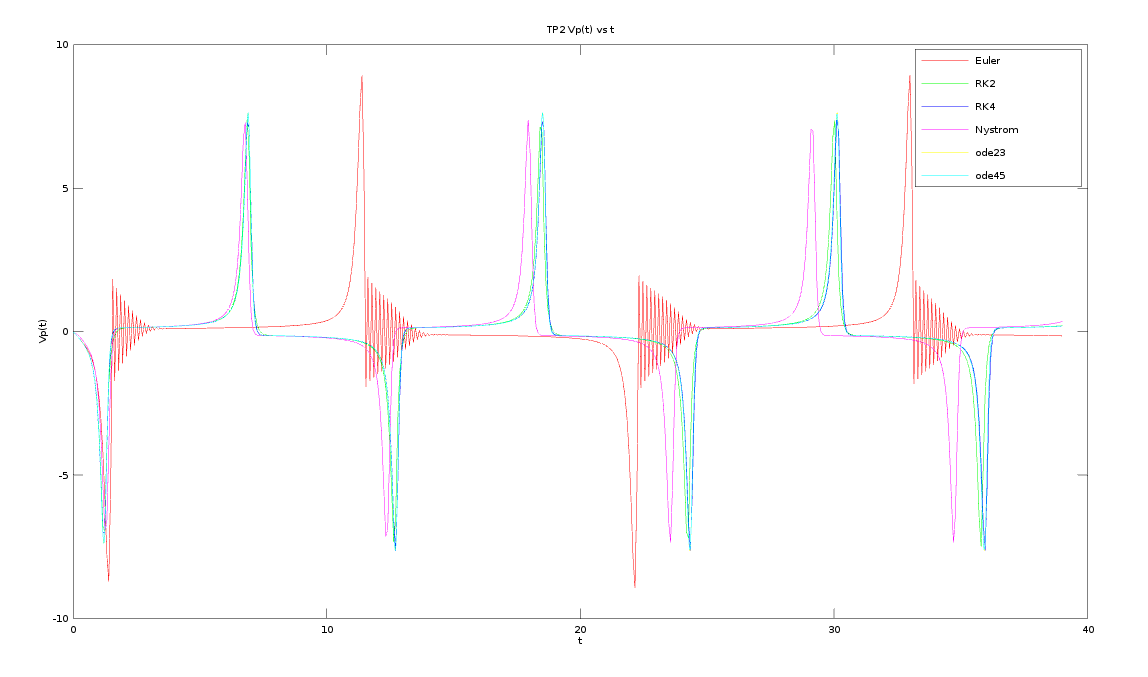 TP2 Vp(t) vs t
10
5
0
-5
-10
Vp(t)
0
10
20
30
40
t
Euler
RK2
RK4
Nystrom
ode23
ode45